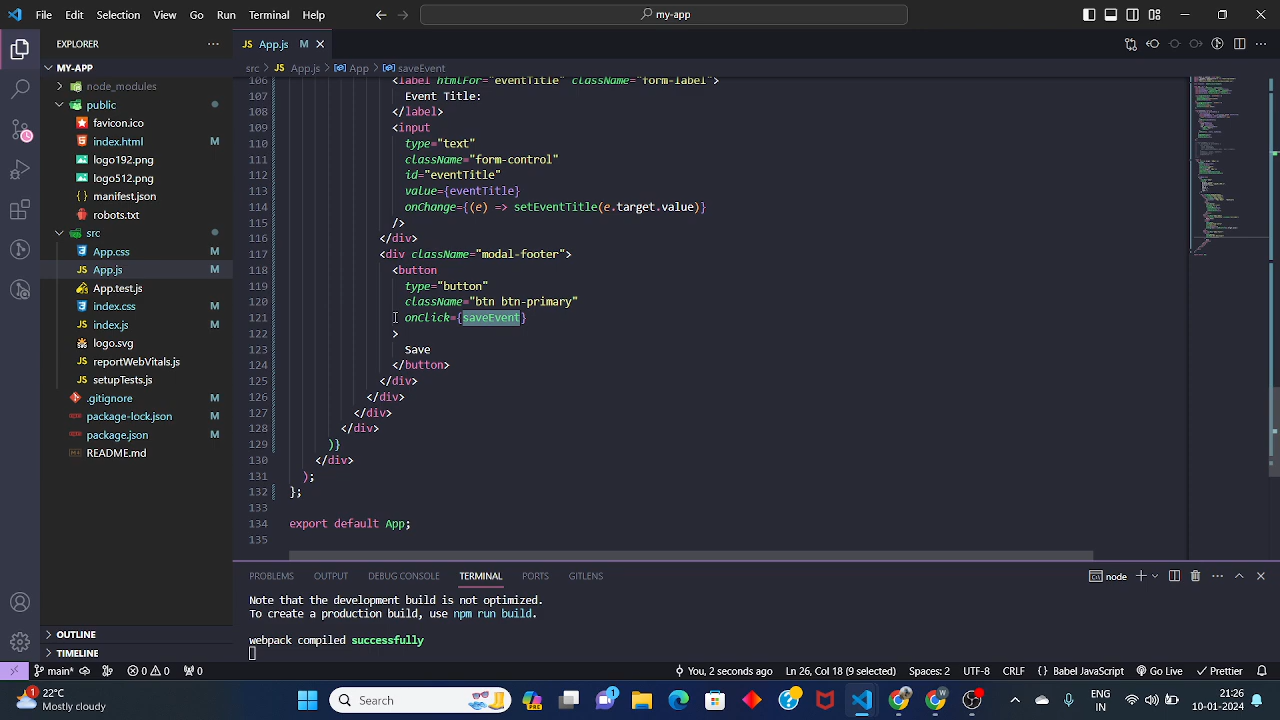 File Edit Selection View Go Run Terminal Help
my-app
EXPLORER
App.js M
MY-APP
src > App.js > App > saveEvent
node_modules
public
favicon.ico
index.html M
logo192.png
logo512.png
manifest.json
robots.txt
src
App.css M
App.js M
App.test.js
index.css M
index.js M
logo.svg
reportWebVitals.js
setupTests.js
.gitignore M
package-lock.json M
package.json M
README.md
OUTLINE
TIMELINE
106 <label htmlFor="eventTitle" className="form-label">
107 Event Title:
108 </label>
109 <input
110 type="text"
111 className="form-control"
112 id="eventTitle"
113 value={eventTitle}
114 onChange={(e) => setEventTitle(e.target.value)}
115 />
116 </div>
117 <div className="modal-footer">
118 <button
119 type="button"
120 className="btn btn-primary"
121 onClick={saveEvent}
122 >
123 Save
124 </button>
125 </div>
126 </div>
127 </div>
128 </div>
129 )}
130 </div>
131 );
132 };
133
134 export default App;
135
PROBLEMS OUTPUT DEBUG CONSOLE TERMINAL PORTS GITLENS
node
Note that the development build is not optimized.
To create a production build, use npm run build.
webpack compiled successfully
main* 0 0 0 You, 2 seconds ago Ln 26, Col 18 (9 selected) Spaces: 2 UTF-8 CRLF {} Babel JavaScript Go Live Prettier
1
22°C
Mostly cloudy
Search
1
ENG
IN
21:28
10-01-2024